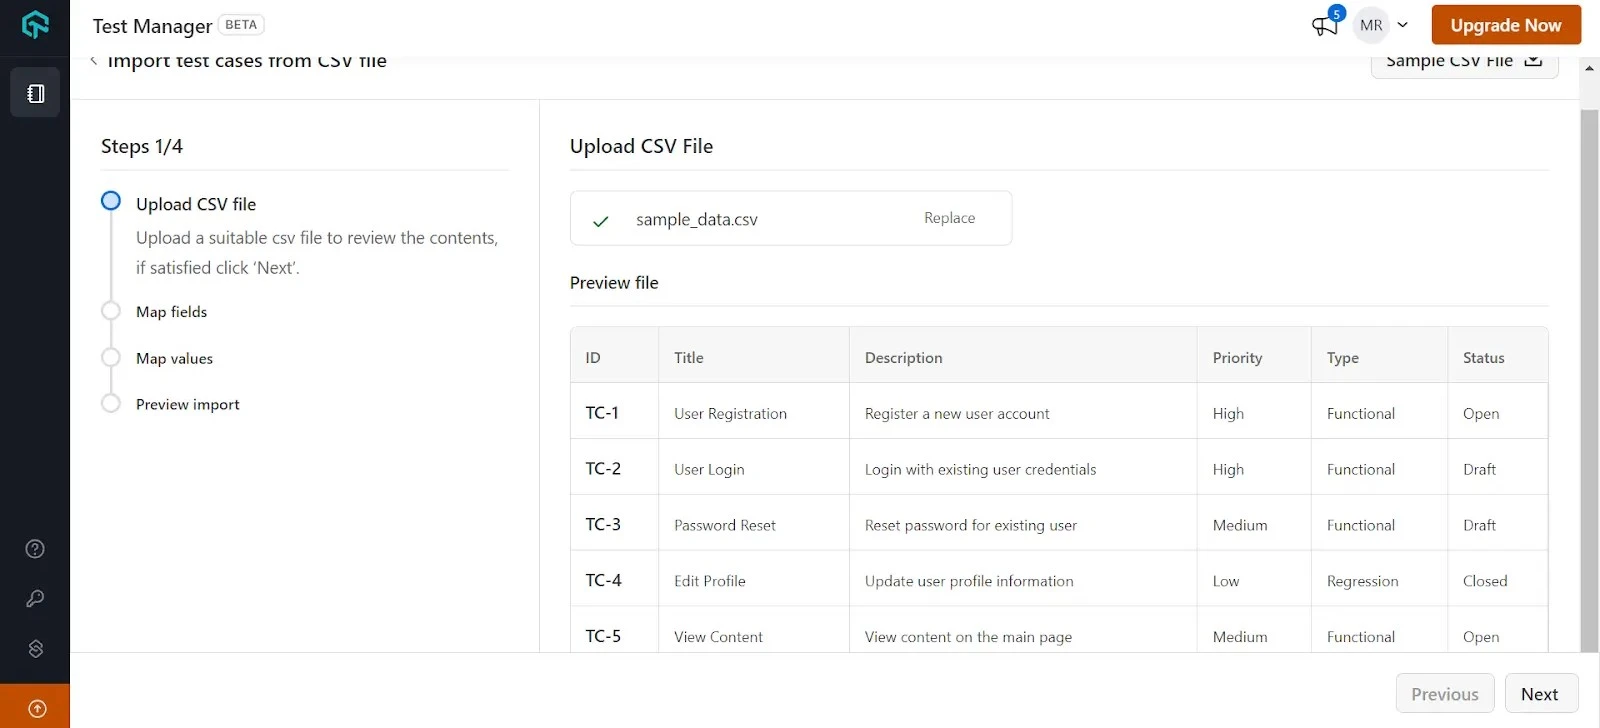 Test Manager BETA
5
MR
Upgrade Now
Import test cases from CSV file
Sample CSV File
Steps 1/4
Upload CSV file
Upload a suitable csv file to review the contents,
if satisfied click ‘Next’.
Map fields
Map values
Preview import
Upload CSV File
sample_data.csv Replace
Preview file
ID Title Description Priority Type Status
TC-1 User Registration Register a new user account High Functional Open
TC-2 User Login Login with existing user credentials High Functional Draft
TC-3 Password Reset Reset password for existing user Medium Functional Draft
TC-4 Edit Profile Update user profile information Low Regression Closed
TC-5 View Content View content on the main page Medium Functional Open
Previous Next